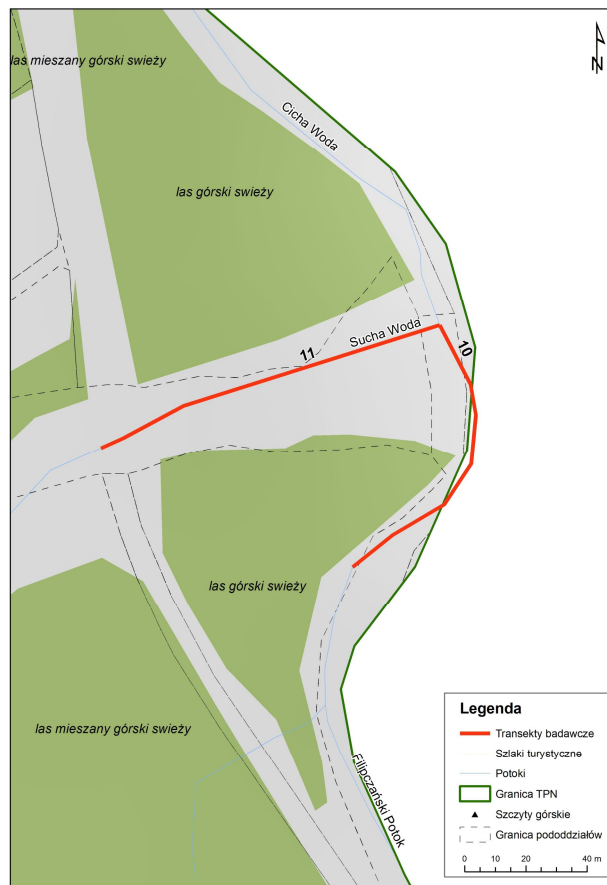 las mieszany górski swieży
N
Cicha Woda
las górski swieży
Sucha Woda
11
10
las górski swieży
las mieszany górski swieży
Filipczański Potok
Legenda
Transekty badawcze
Szlaki turystyczne
Potoki
Granica TPN
Szczyty górskie
Granica pododdziałów
0 10 20 40 m